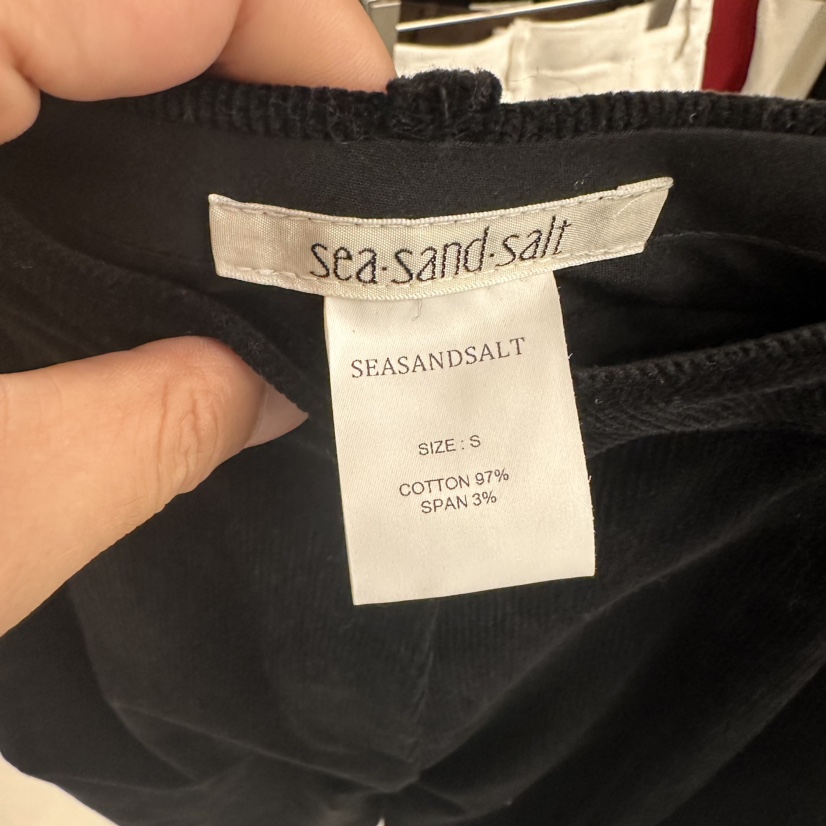 sea·sand·salt
SEASANDSALT
SIZE : S
COTTON 97%
SPAN 3%